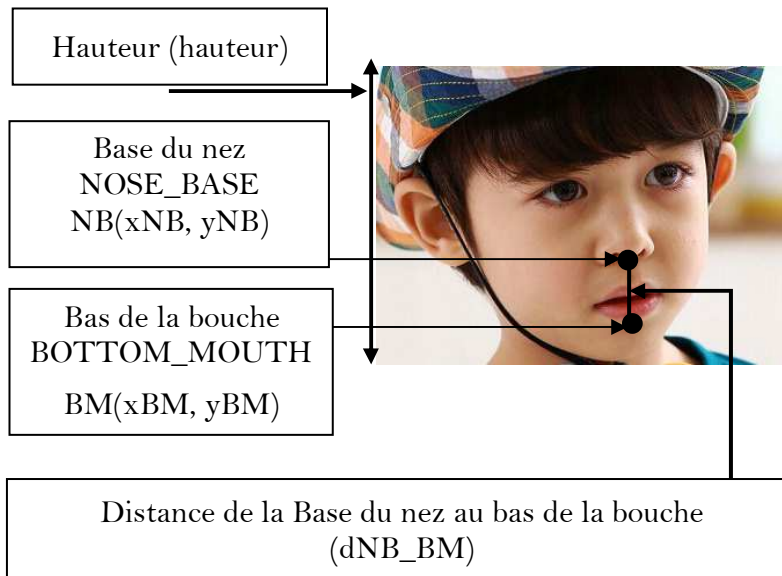 Hauteur (hauteur)
Base du nez
NOSE_BASE
NB(xNB, yNB)
Bas de la bouche
BOTTOM_MOUTH
BM(xBM, yBM)
Distance de la Base du nez au bas de la bouche
(dNB_BM)